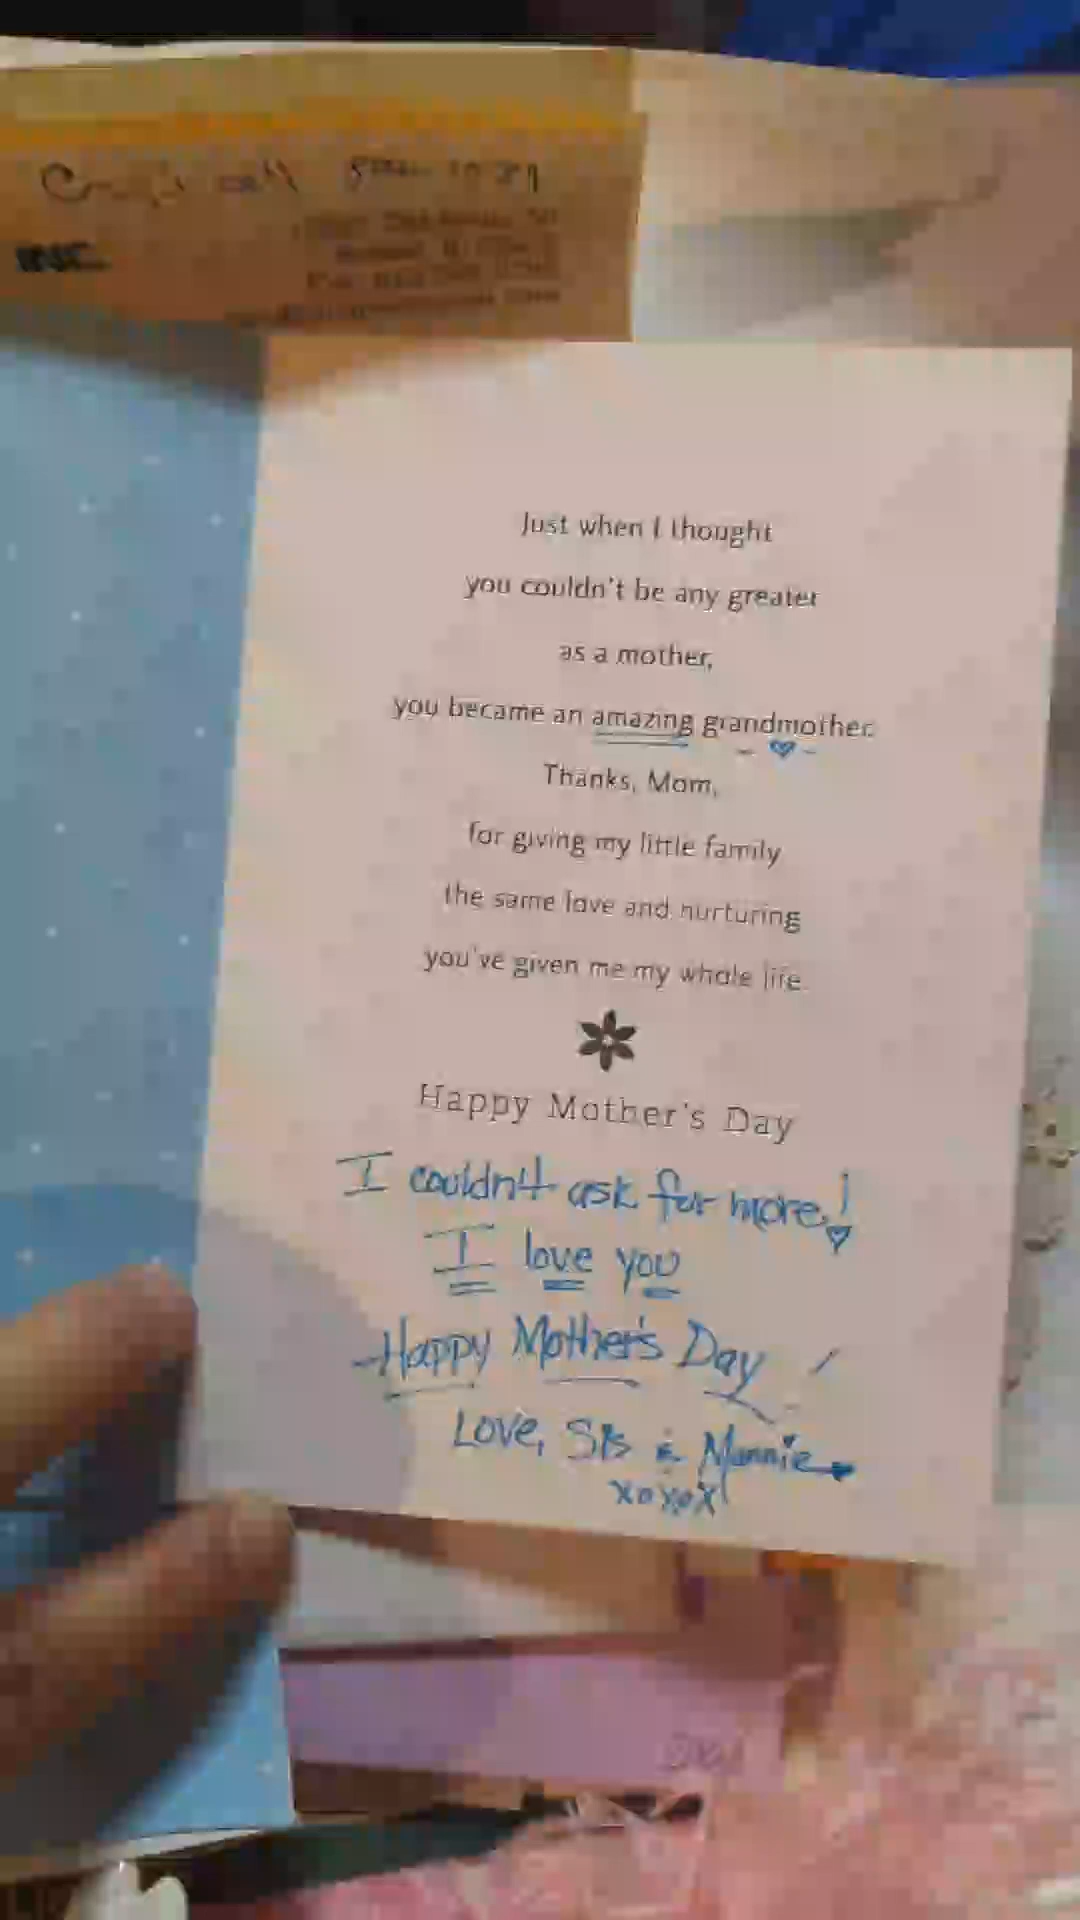 Just when I thought
you couldn't be any greater
as a mother,
you became an amazing grandmother.
Thanks, Mom,
for giving my little family
the same love and nurturing
you've given me my whole life.
Happy Mother's Day
I couldn't ask for more!
I love you
Happy Mother's Day!
Love, Sis & Mannie
xoxox